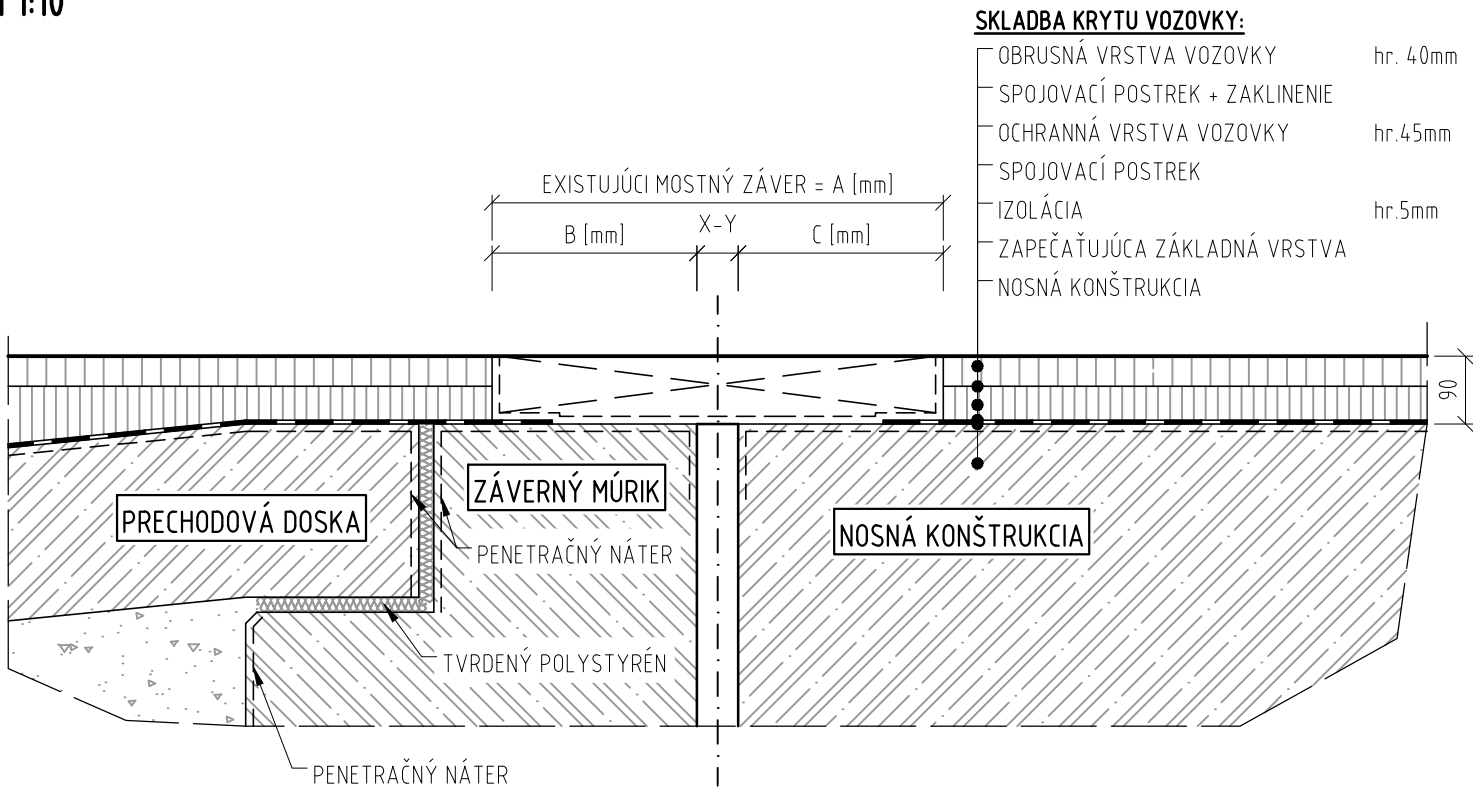 1:10
SKLADBA KRYTU VOZOVKY:
OBRUSNÁ VRSTVA VOZOVKY hr. 40mm
SPOJOVACÍ POSTREK + ZAKLINENIE
OCHRANNÁ VRSTVA VOZOVKY hr.45mm
SPOJOVACÍ POSTREK
IZOLÁCIA hr.5mm
ZAPEČAŤUJÚCA ZÁKLADNÁ VRSTVA
NOSNÁ KONŠTRUKCIA
EXISTUJÚCI MOSTNÝ ZÁVER = A [mm]
B [mm] X-Y C [mm]
90
ZÁVERNÝ MÚRIK
PRECHODOVÁ DOSKA
NOSNÁ KONŠTRUKCIA
PENETRAČNÝ NÁTER
TVRDENÝ POLYSTYRÉN
PENETRAČNÝ NÁTER